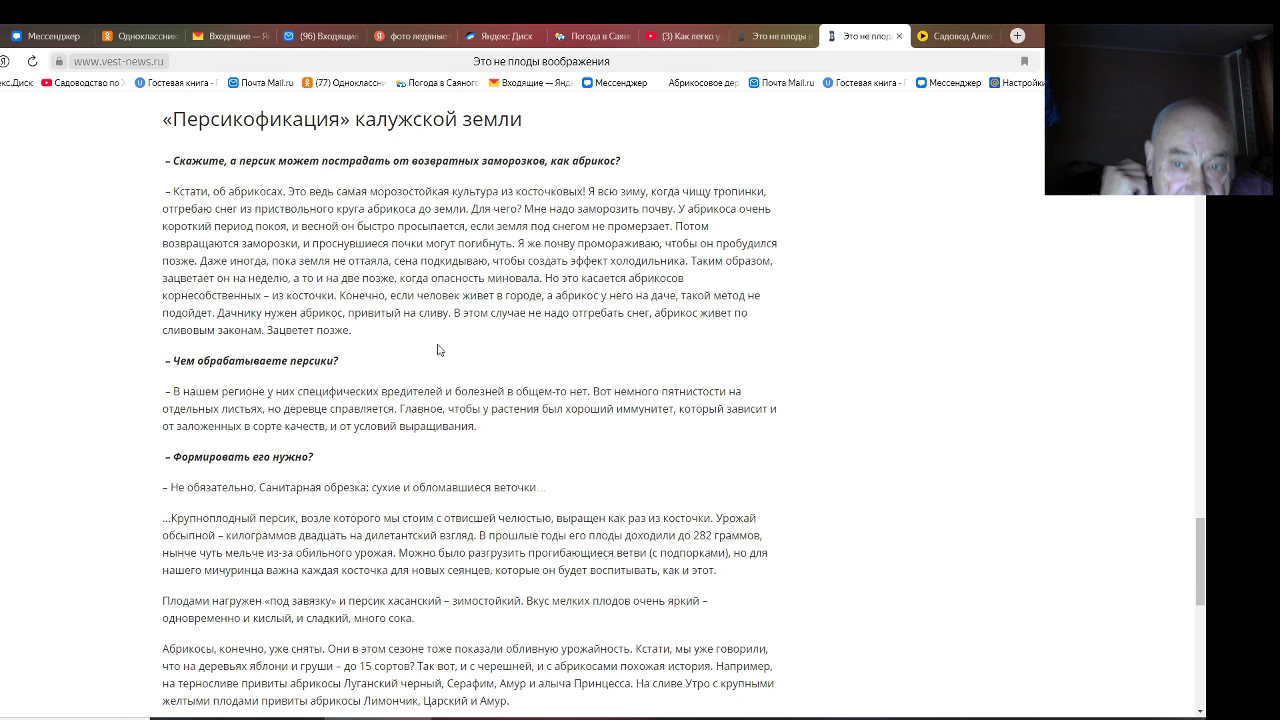 Мессенджер
Одноклассник
Входящие — Я
(96) Входящие
фото ледяные
Яндекс Диск
Погода в Саян
(3) Как легко у
Это не плоды в
Это не плод
Садовод Алекс
www.vest-news.ru
Это не плоды воображения
кс.Диск
Садоводство по Х
Гостевая книга - Г
Почта Mail.ru
(77) Одноклассни
Погода в Саяного
Входящие — Янде
Мессенджер
Абрикосовое дер
Почта Mail.ru
Гостевая книга - Г
Мессенджер
Настройки
«Персикофикация» калужской земли
– Скажите, а персик может пострадать от возвратных заморозков, как абрикос?
– Кстати, об абрикосах. Это ведь самая морозостойкая культура из косточковых! Я всю зиму, когда чищу тропинки,
отгребаю снег из приствольного круга абрикоса до земли. Для чего? Мне надо заморозить почву. У абрикоса очень
короткий период покоя, и весной он быстро просыпается, если земля под снегом не промерзает. Потом
возвращаются заморозки, и проснувшиеся почки могут погибнуть. Я же почву промораживаю, чтобы он пробудился
позже. Даже иногда, пока земля не оттаяла, сена подкидываю, чтобы создать эффект холодильника. Таким образом,
зацветает он на неделю, а то и на две позже, когда опасность миновала. Но это касается абрикосов
корнесобственных – из косточки. Конечно, если человек живет в городе, а абрикос у него на даче, такой метод не
подойдет. Дачнику нужен абрикос, привитый на сливу. В этом случае не надо отгребать снег, абрикос живет по
сливовым законам. Зацветет позже.
– Чем обрабатываете персики?
– В нашем регионе у них специфических вредителей и болезней в общем-то нет. Вот немного пятнистости на
отдельных листьях, но деревце справляется. Главное, чтобы у растения был хороший иммунитет, который зависит и
от заложенных в сорте качеств, и от условий выращивания.
– Формировать его нужно?
– Не обязательно. Санитарная обрезка: сухие и обломавшиеся веточки…
…Крупноплодный персик, возле которого мы стоим с отвисшей челюстью, выращен как раз из косточки. Урожай
обсыпной – килограммов двадцать на дилетантский взгляд. В прошлые годы его плоды доходили до 282 граммов,
нынче чуть мельче из-за обильного урожая. Можно было разгрузить прогибающиеся ветви (с подпорками), но для
нашего мичуринца важна каждая косточка для новых сеянцев, которые он будет воспитывать, как и этот.
Плодами нагружен «под завязку» и персик хасанский – зимостойкий. Вкус мелких плодов очень яркий –
одновременно и кислый, и сладкий, много сока.
Абрикосы, конечно, уже сняты. Они в этом сезоне тоже показали обливную урожайность. Кстати, мы уже говорили,
что на деревьях яблони и груши – до 15 сортов? Так вот, и с черешней, и с абрикосами похожая история. Например,
на терносливе привиты абрикосы Луганский черный, Серафим, Амур и алыча Принцесса. На сливе Утро с крупными
желтыми плодами привиты абрикосы Лимончик, Царский и Амур.